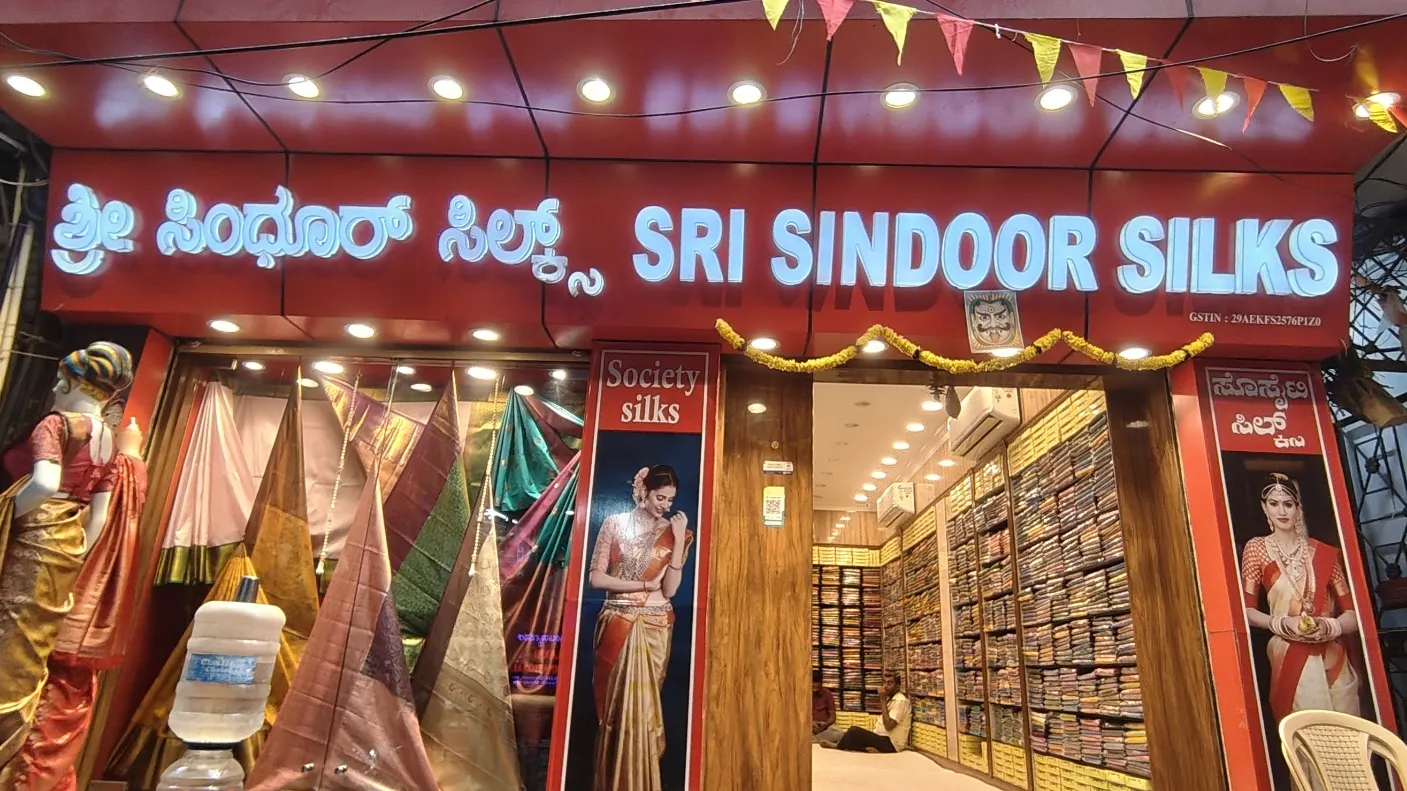 ಶ್ರೀ ಸಿಂಧೂರ್ ಸಿಲ್ಕ್ಸ್ SRI SINDOOR SILKS
GSTIN : 29AEKFS2576P1Z0
Society
silks
ಸೊಸೈಟಿ
ಸಿಲ್ಕ್ಸ್